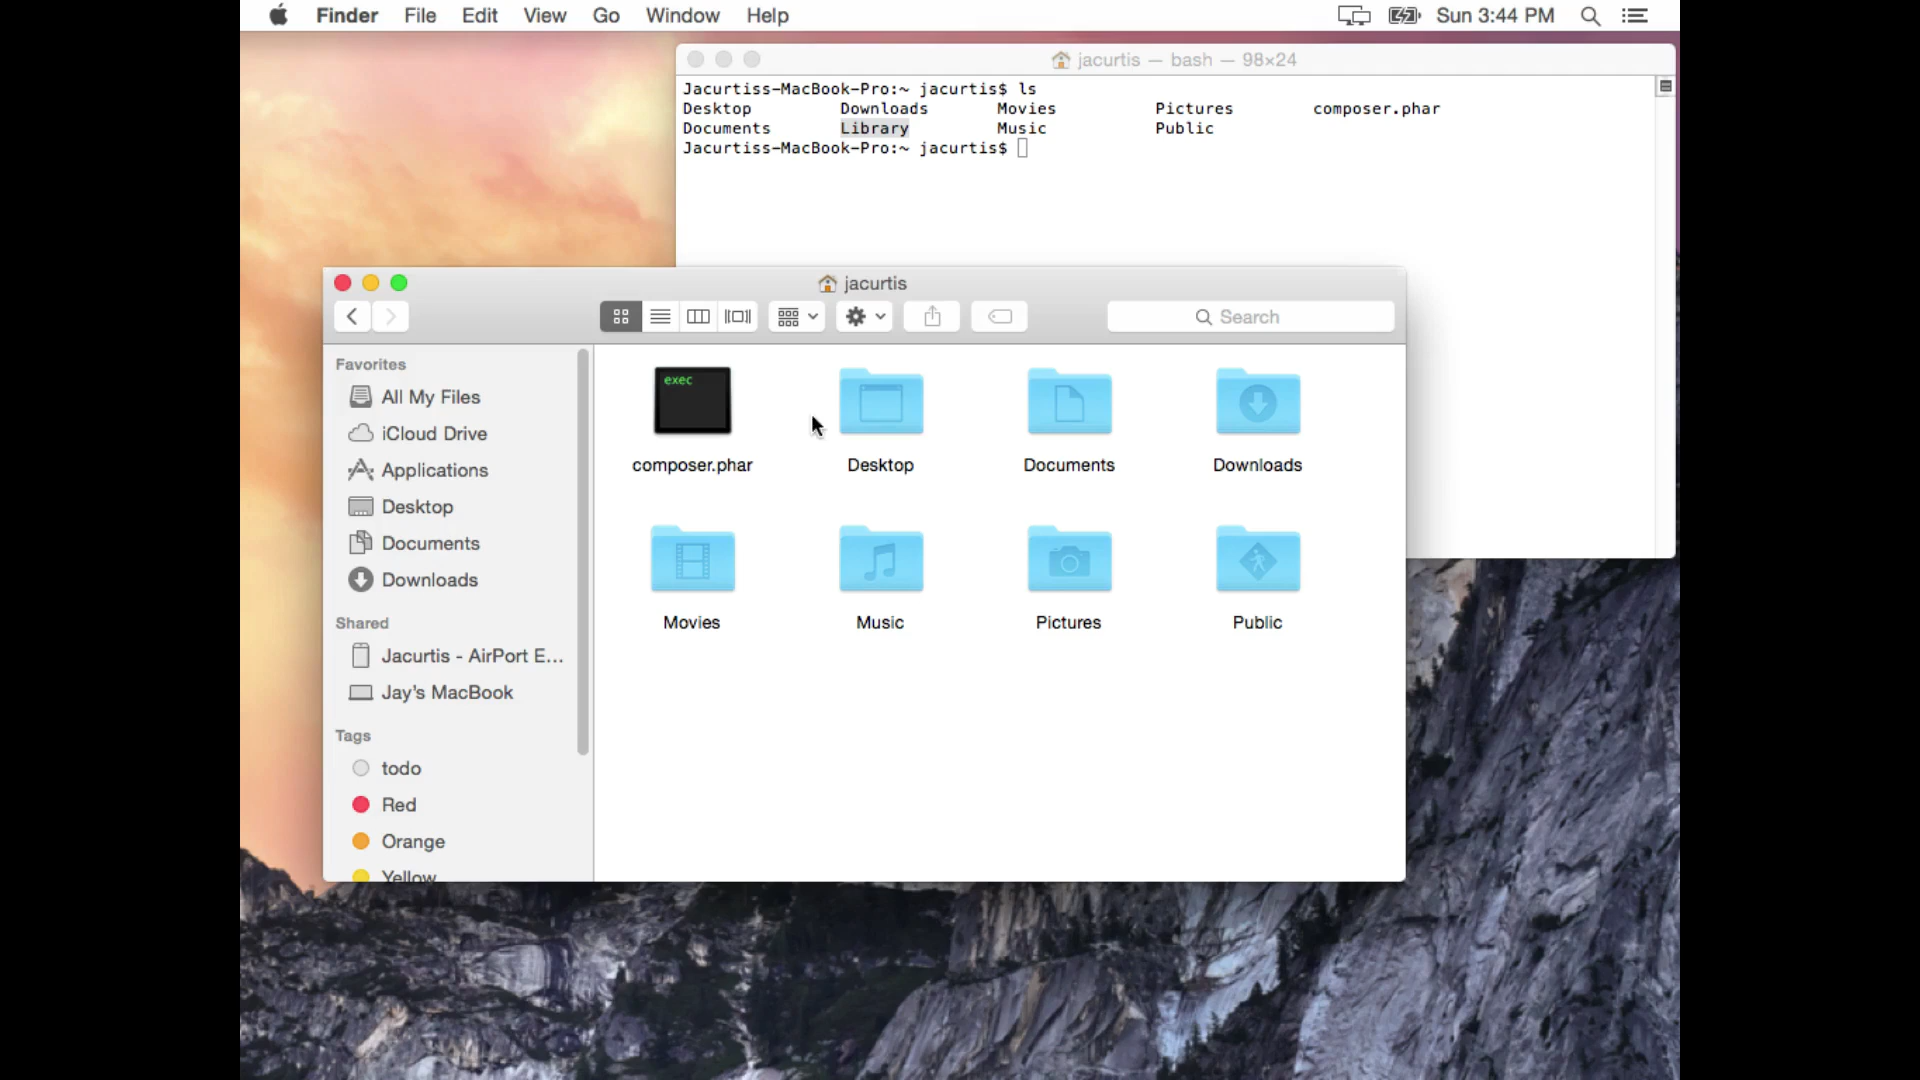 Finder File Edit View Go Window Help Sun 3:44 PM
jacurtis — bash — 98×24
Jacurtiss-MacBook-Pro:~ jacurtis$ ls
Desktop Downloads Movies Pictures composer.phar
Documents Library Music Public
Jacurtiss-MacBook-Pro:~ jacurtis$
jacurtis
Search
Favorites
All My Files
iCloud Drive
Applications
Desktop
Documents
Downloads
Shared
Jacurtis - AirPort E...
Jay's MacBook
Tags
todo
Red
Orange
Yellow
exec
composer.phar Desktop Documents Downloads
Movies Music Pictures Public